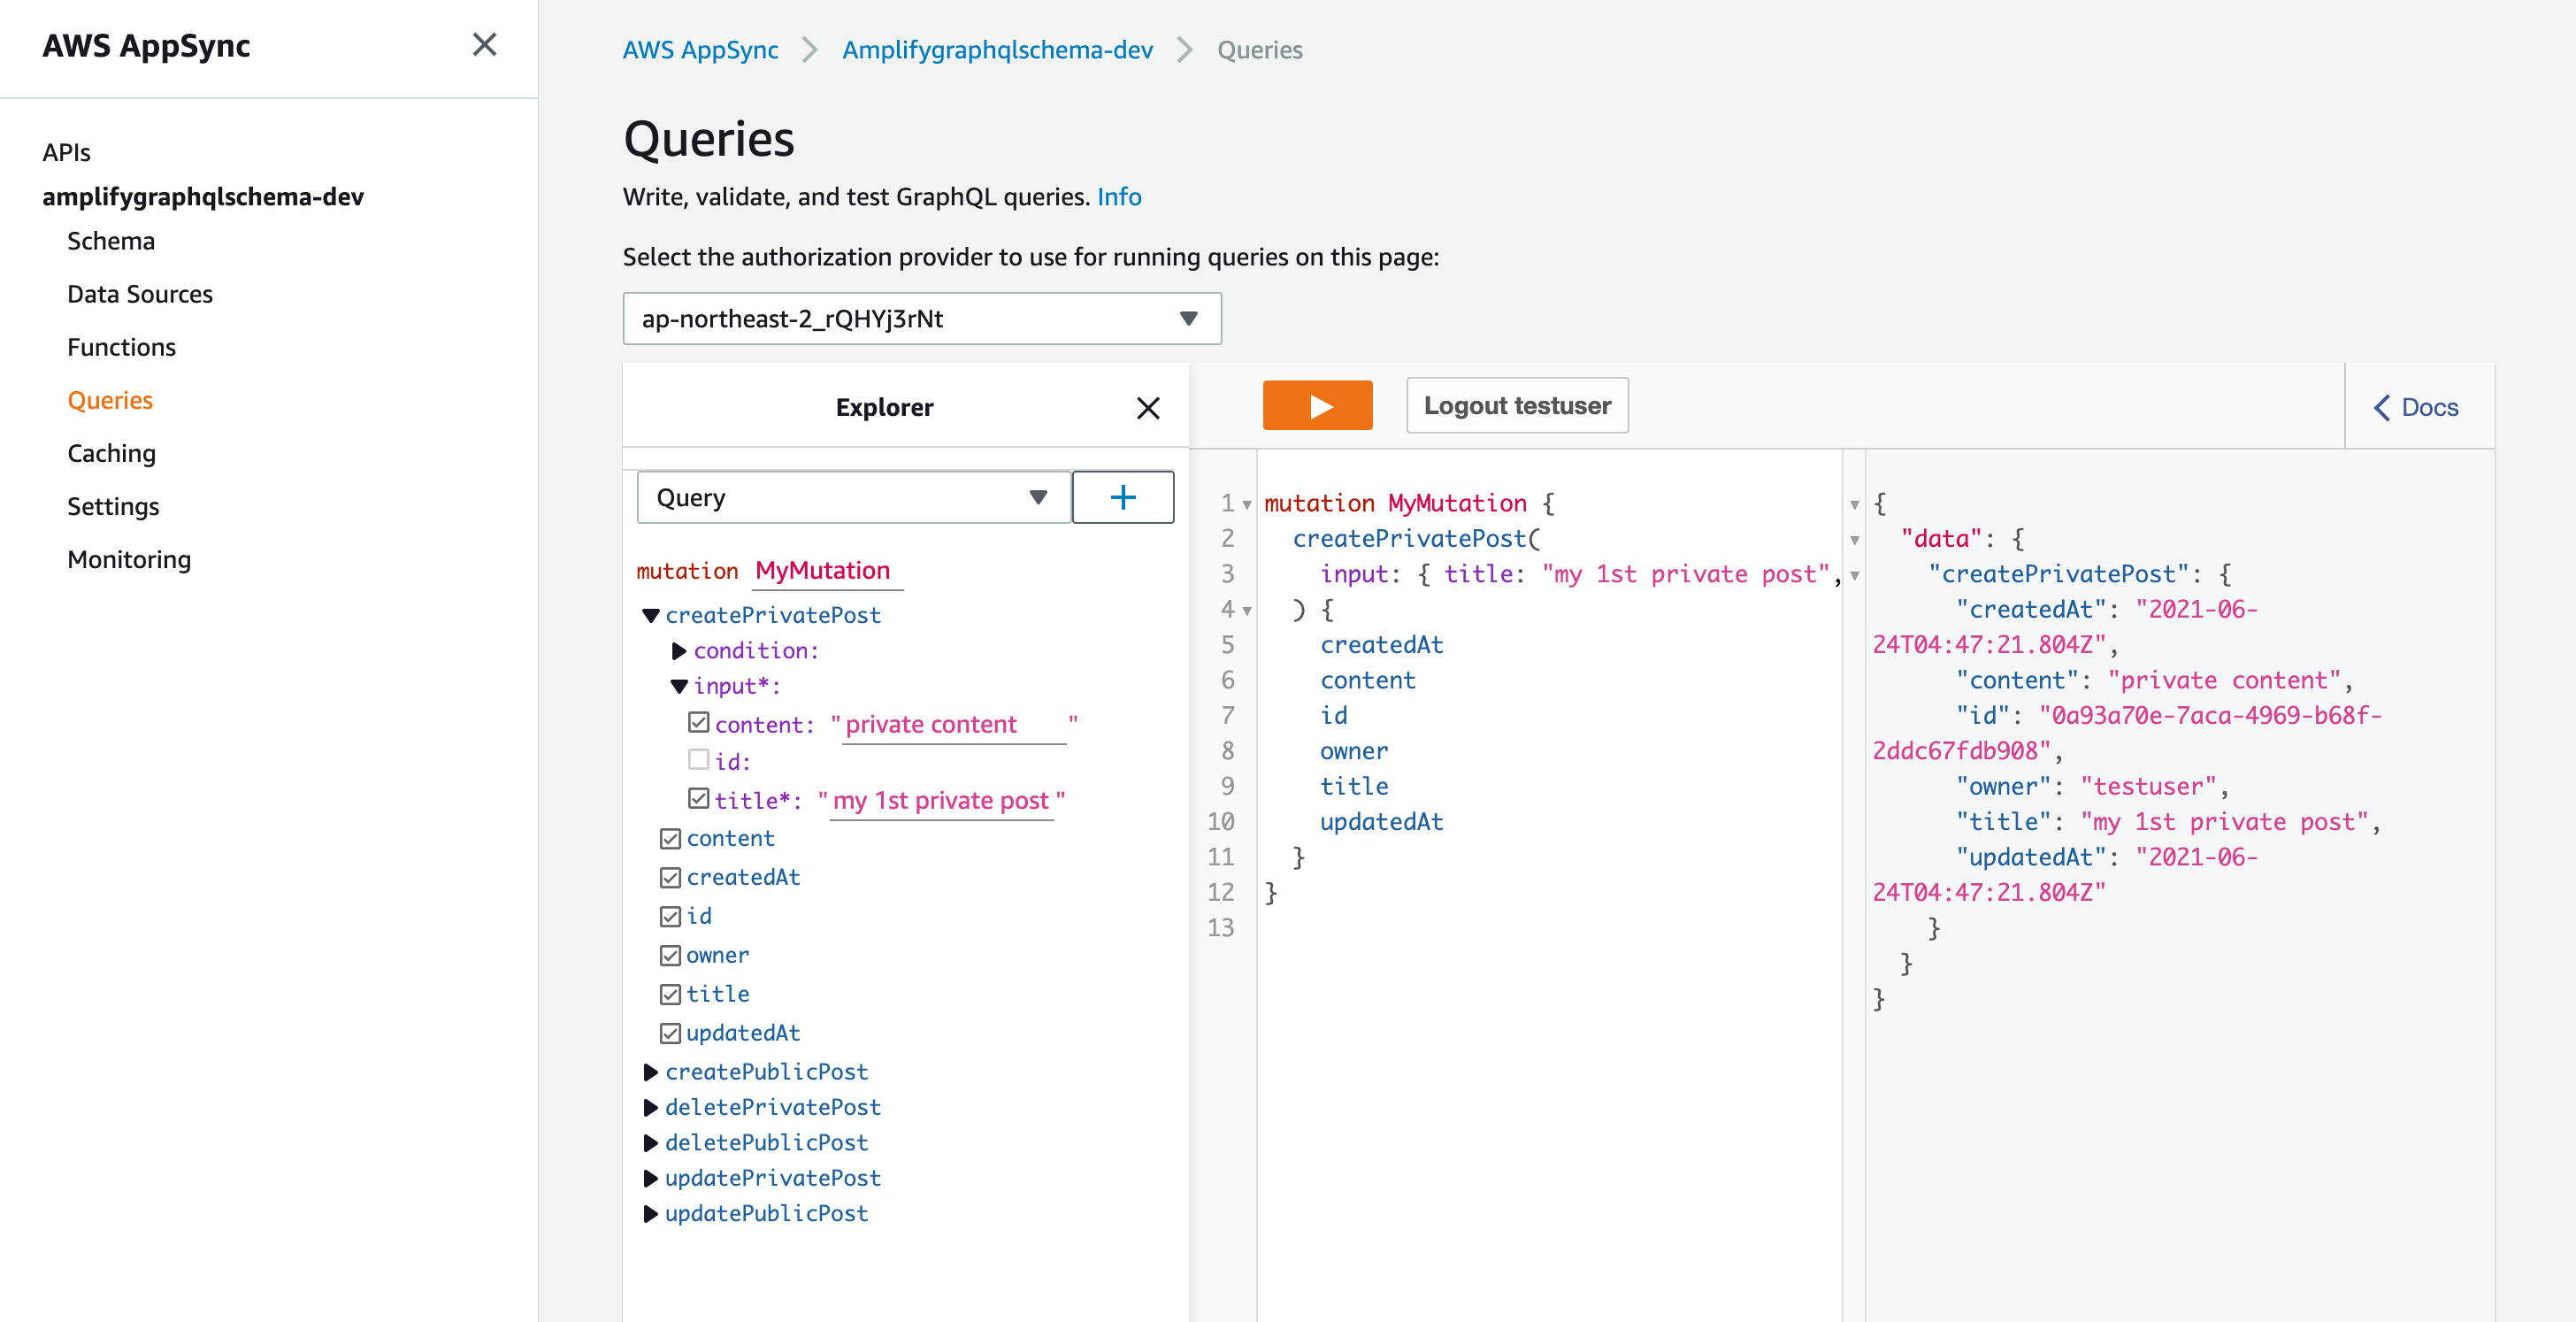 AWS AppSync
APIs
amplifygraphqlschema-dev
Schema
Data Sources
Functions
Queries
Caching
Settings
Monitoring
AWS AppSync > Amplifygraphqlschema-dev > Queries
Queries
Write, validate, and test GraphQL queries. Info
Select the authorization provider to use for running queries on this page:
ap-northeast-2_rQHYj3rNt
Explorer
Query
+
mutation MyMutation
createPrivatePost
condition:
input*:
content: "private content"
id:
title*: "my 1st private post"
content
createdAt
id
owner
title
updatedAt
createPublicPost
deletePrivatePost
deletePublicPost
updatePrivatePost
updatePublicPost
Logout testuser
Docs
1 mutation MyMutation {
2 createPrivatePost(
3 input: { title: "my 1st private post",
4 ) {
5 createdAt
6 content
7 id
8 owner
9 title
10 updatedAt
11 }
12 }
13
{
"data": {
"createPrivatePost": {
"createdAt": "2021-06-
24T04:47:21.804Z",
"content": "private content",
"id": "0a93a70e-7aca-4969-b68f-
2ddc67fdb908",
"owner": "testuser",
"title": "my 1st private post",
"updatedAt": "2021-06-
24T04:47:21.804Z"
}
}
}